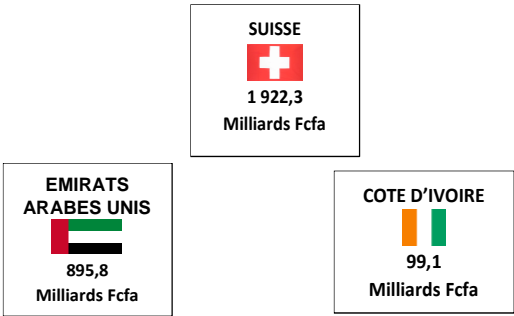 SUISSE
1 922,3
Milliards Fcfa
EMIRATS
ARABES UNIS
895,8
Milliards Fcfa
COTE D’IVOIRE
99,1
Milliards Fcfa